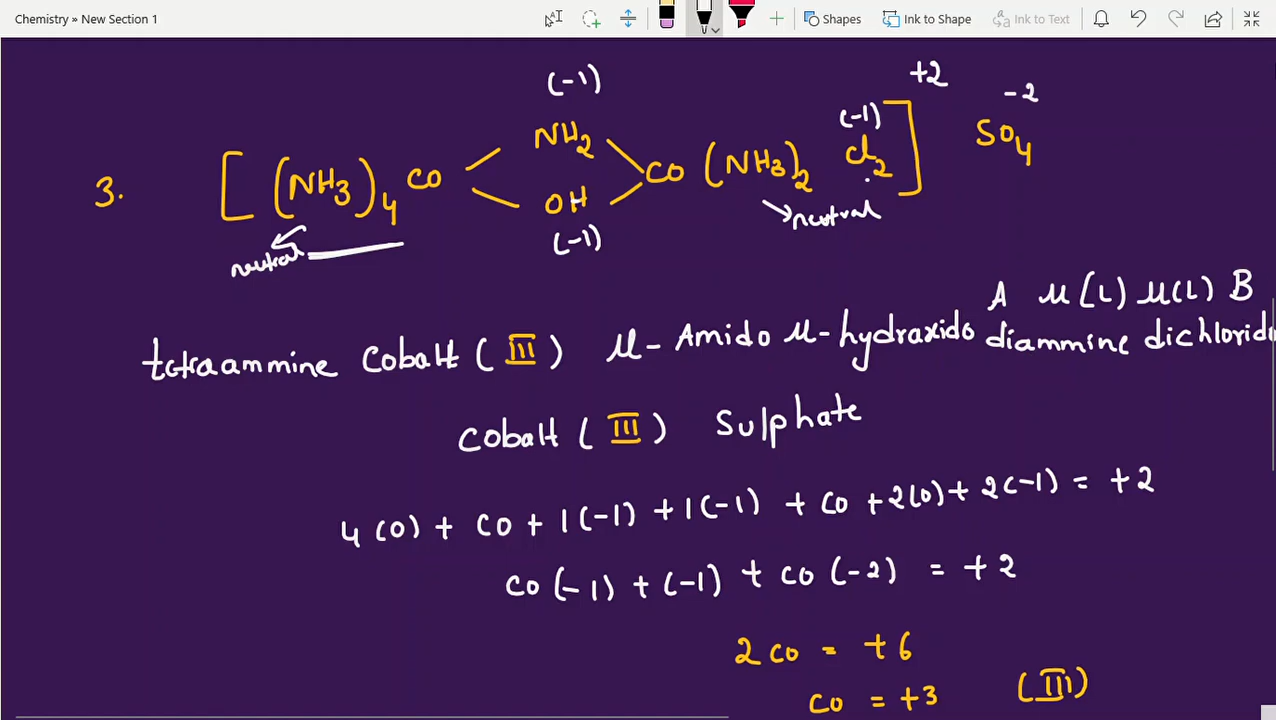 Chemistry » New Section 1
Shapes Ink to Shape Ink to Text
(-1)
+2
-2
3. [(NH3)4 Co < NH2 OH > Co (NH3)2 Cl2] SO4
(-1)
(-1)
neutral
neutral
A μ[L) μ(L) B
tetraammine Cobalt (III) μ- Amido μ-hydraxido diammine dichlorido
Cobalt (III) Sulphate
4(0) + Co + 1(-1) + 1(-1) + Co + 2(0) + 2(-1) = +2
Co (-1) + (-1) + Co (-2) = +2
2 Co = +6
Co = +3 (III)